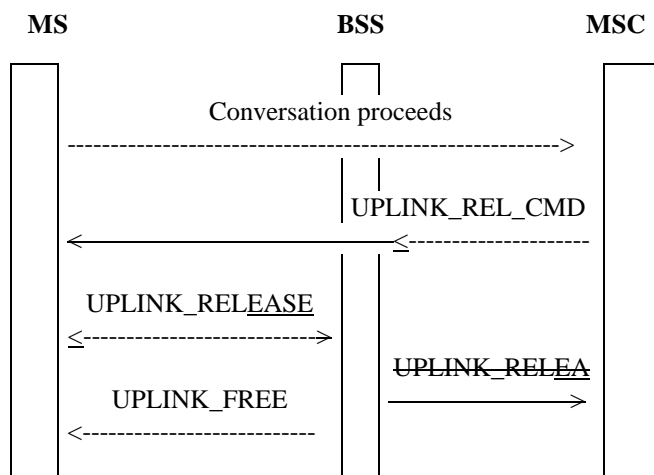 MS BSS MSC
Conversation proceeds
UPLINK_REL_CMD
UPLINK_RELEASE
UPLINK_RELEA
UPLINK_FREE